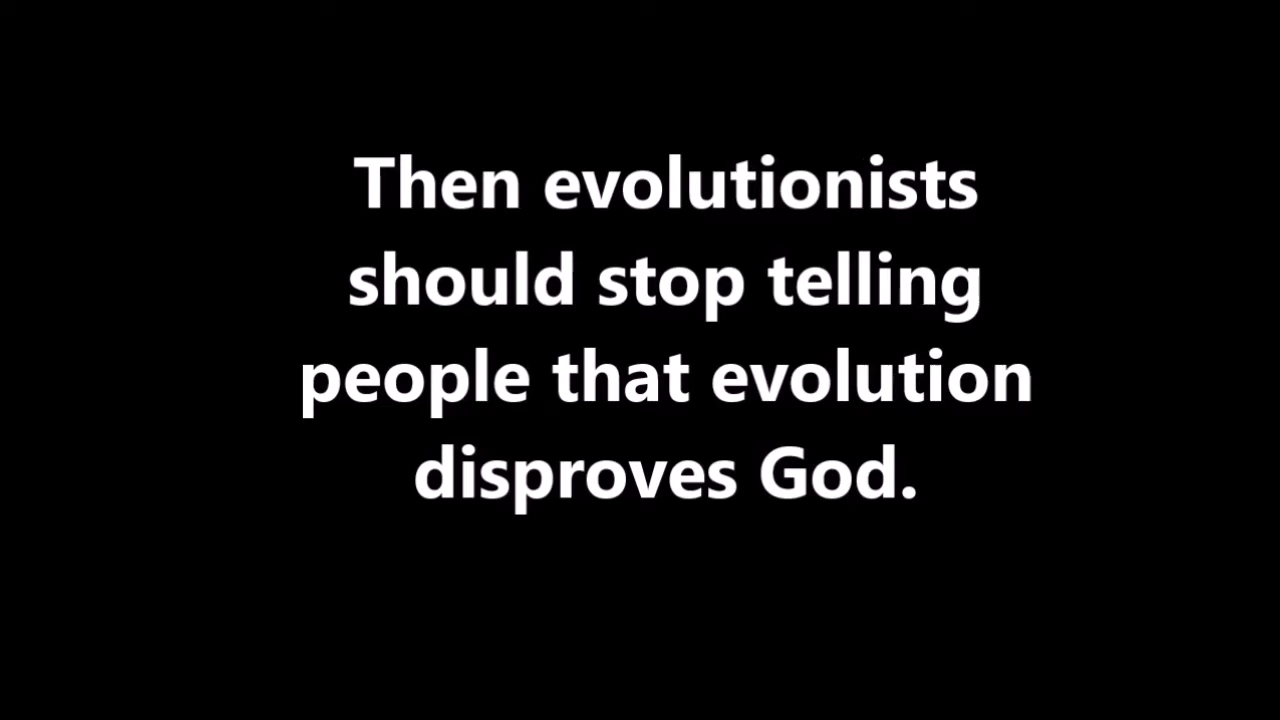 Then evolutionists
should stop telling
people that evolution
disproves God.